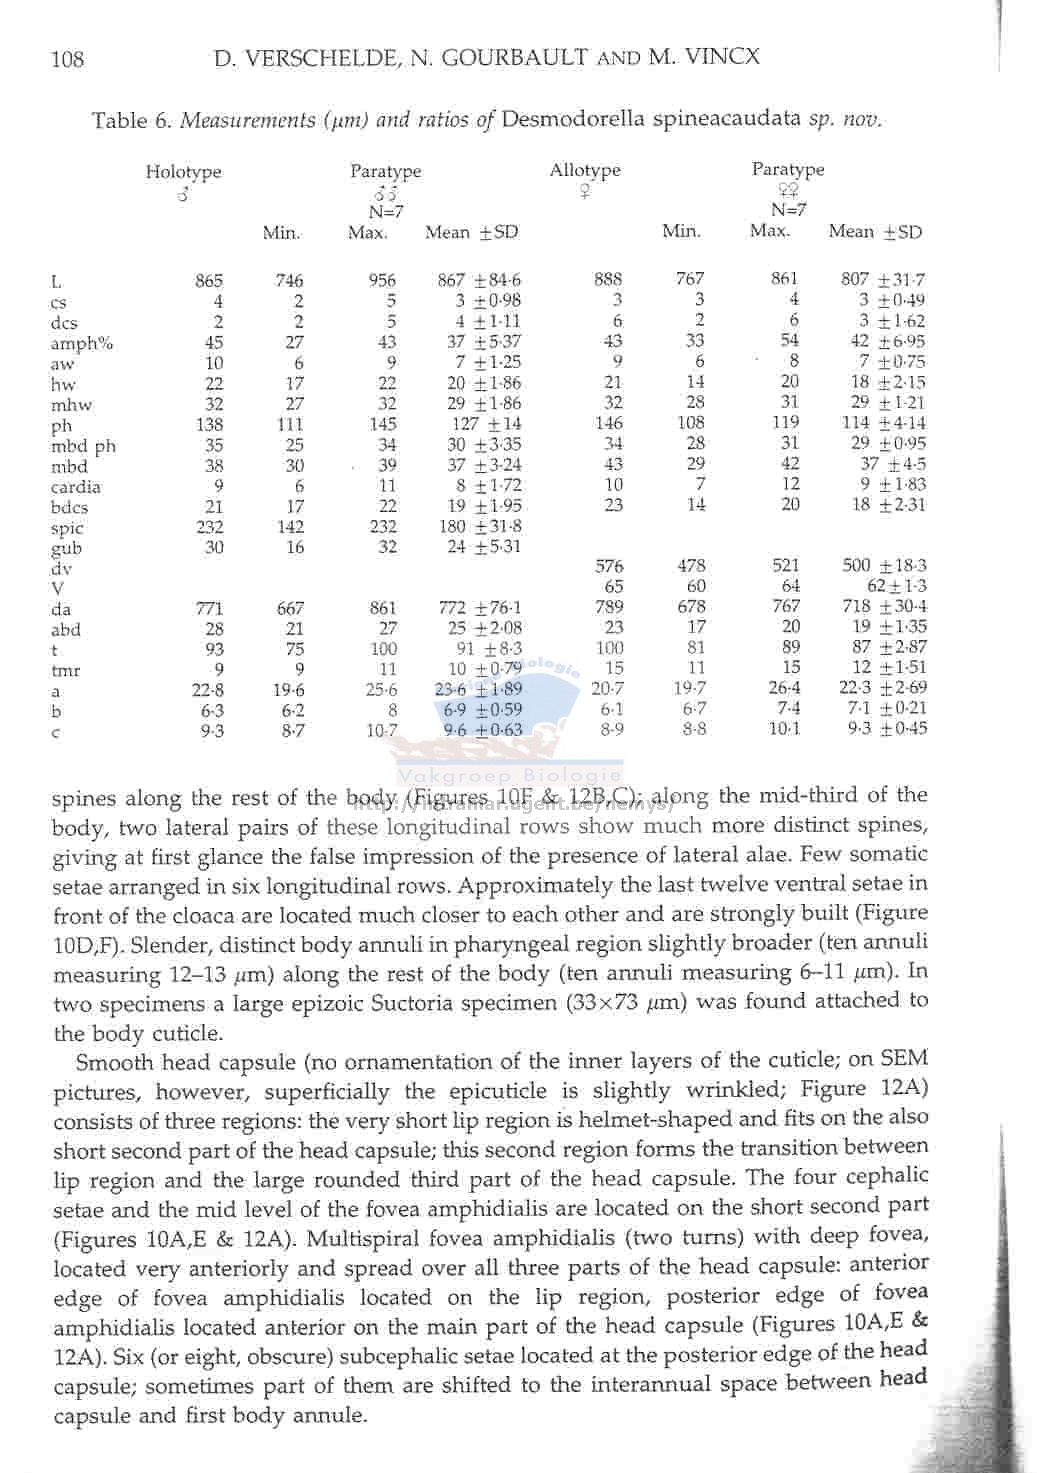 108 D. VERSCHELDE, N. GOURBAULT AND M. VINCX
Table 6. Measurements (μm) and ratios of Desmodorella spineacaudata sp. nov.
Holotype Paratype Allotype Paratype
♂ ♂♂ ♀ ♀♀
N=7 N=7
Min. Max. Mean ±SD Min. Max. Mean ±SD
L 865 746 956 867 ±84·6 888 767 861 807 ±31·7
cs 4 2 5 3 ±0·98 3 3 4 3 ±0·49
dcs 2 2 5 4 ±1·11 6 2 6 3 ±1·62
amph% 45 27 43 37 ±5·37 43 33 54 42 ±6·95
aw 10 6 9 7 ±1·25 9 6 8 7 ±0·75
hw 22 17 22 20 ±1·86 21 14 20 18 ±2·15
mhw 32 27 32 29 ±1·86 32 28 31 29 ±1·21
ph 138 111 145 127 ±14 146 108 119 114 ±4·14
mbd ph 35 25 34 30 ±3·35 34 28 31 29 ±0·95
mbd 38 30 39 37 ±3·24 43 29 42 37 ±4·5
cardia 9 6 11 8 ±1·72 10 7 12 9 ±1·83
bdcs 21 17 22 19 ±1·95 23 14 20 18 ±2·31
spic 232 142 232 180 ±31·8
gub 30 16 32 24 ±5·31
dv 576 478 521 500 ±18·3
V 65 60 64 62±1·3
da 771 667 861 772 ±76·1 789 678 767 718 ±30·4
abd 28 21 27 25 ±2·08 23 17 20 19 ±1·35
t 93 75 100 91 ±8·3 100 81 89 87 ±2·87
tmr 9 9 11 10 ±0·79 15 11 15 12 ±1·51
a 22·8 19·6 25·6 23·6 ±1·89 20·7 19·7 26·4 22·3 ±2·69
b 6·3 6·2 8 6·9 ±0·59 6·1 6·7 7·4 7·1 ±0·21
c 9·3 8·7 10·7 9·6 ±0·63 8·9 8·8 10·1 9·3 ±0·45
Vakgroep Biologie
spines along the rest of the body (Figures 10F & 12B,C); along the mid-third of the
body, two lateral pairs of these longitudinal rows show much more distinct spines,
giving at first glance the false impression of the presence of lateral alae. Few somatic
setae arranged in six longitudinal rows. Approximately the last twelve ventral setae in
front of the cloaca are located much closer to each other and are strongly built (Figure
10D,F). Slender, distinct body annuli in pharyngeal region slightly broader (ten annuli
measuring 12–13 μm) along the rest of the body (ten annuli measuring 6–11 μm). In
two specimens a large epizoic Suctoria specimen (33×73 μm) was found attached to
the body cuticle.
Smooth head capsule (no ornamentation of the inner layers of the cuticle; on SEM
pictures, however, superficially the epicuticle is slightly wrinkled; Figure 12A)
consists of three regions: the very short lip region is helmet-shaped and fits on the also
short second part of the head capsule; this second region forms the transition between
lip region and the large rounded third part of the head capsule. The four cephalic
setae and the mid level of the fovea amphidialis are located on the short second part
(Figures 10A,E & 12A). Multispiral fovea amphidialis (two turns) with deep fovea,
located very anteriorly and spread over all three parts of the head capsule: anterior
edge of fovea amphidialis located on the lip region, posterior edge of fovea
amphidialis located anterior on the main part of the head capsule (Figures 10A,E &
12A). Six (or eight, obscure) subcephalic setae located at the posterior edge of the head
capsule; sometimes part of them are shifted to the interannual space between head
capsule and first body annule.